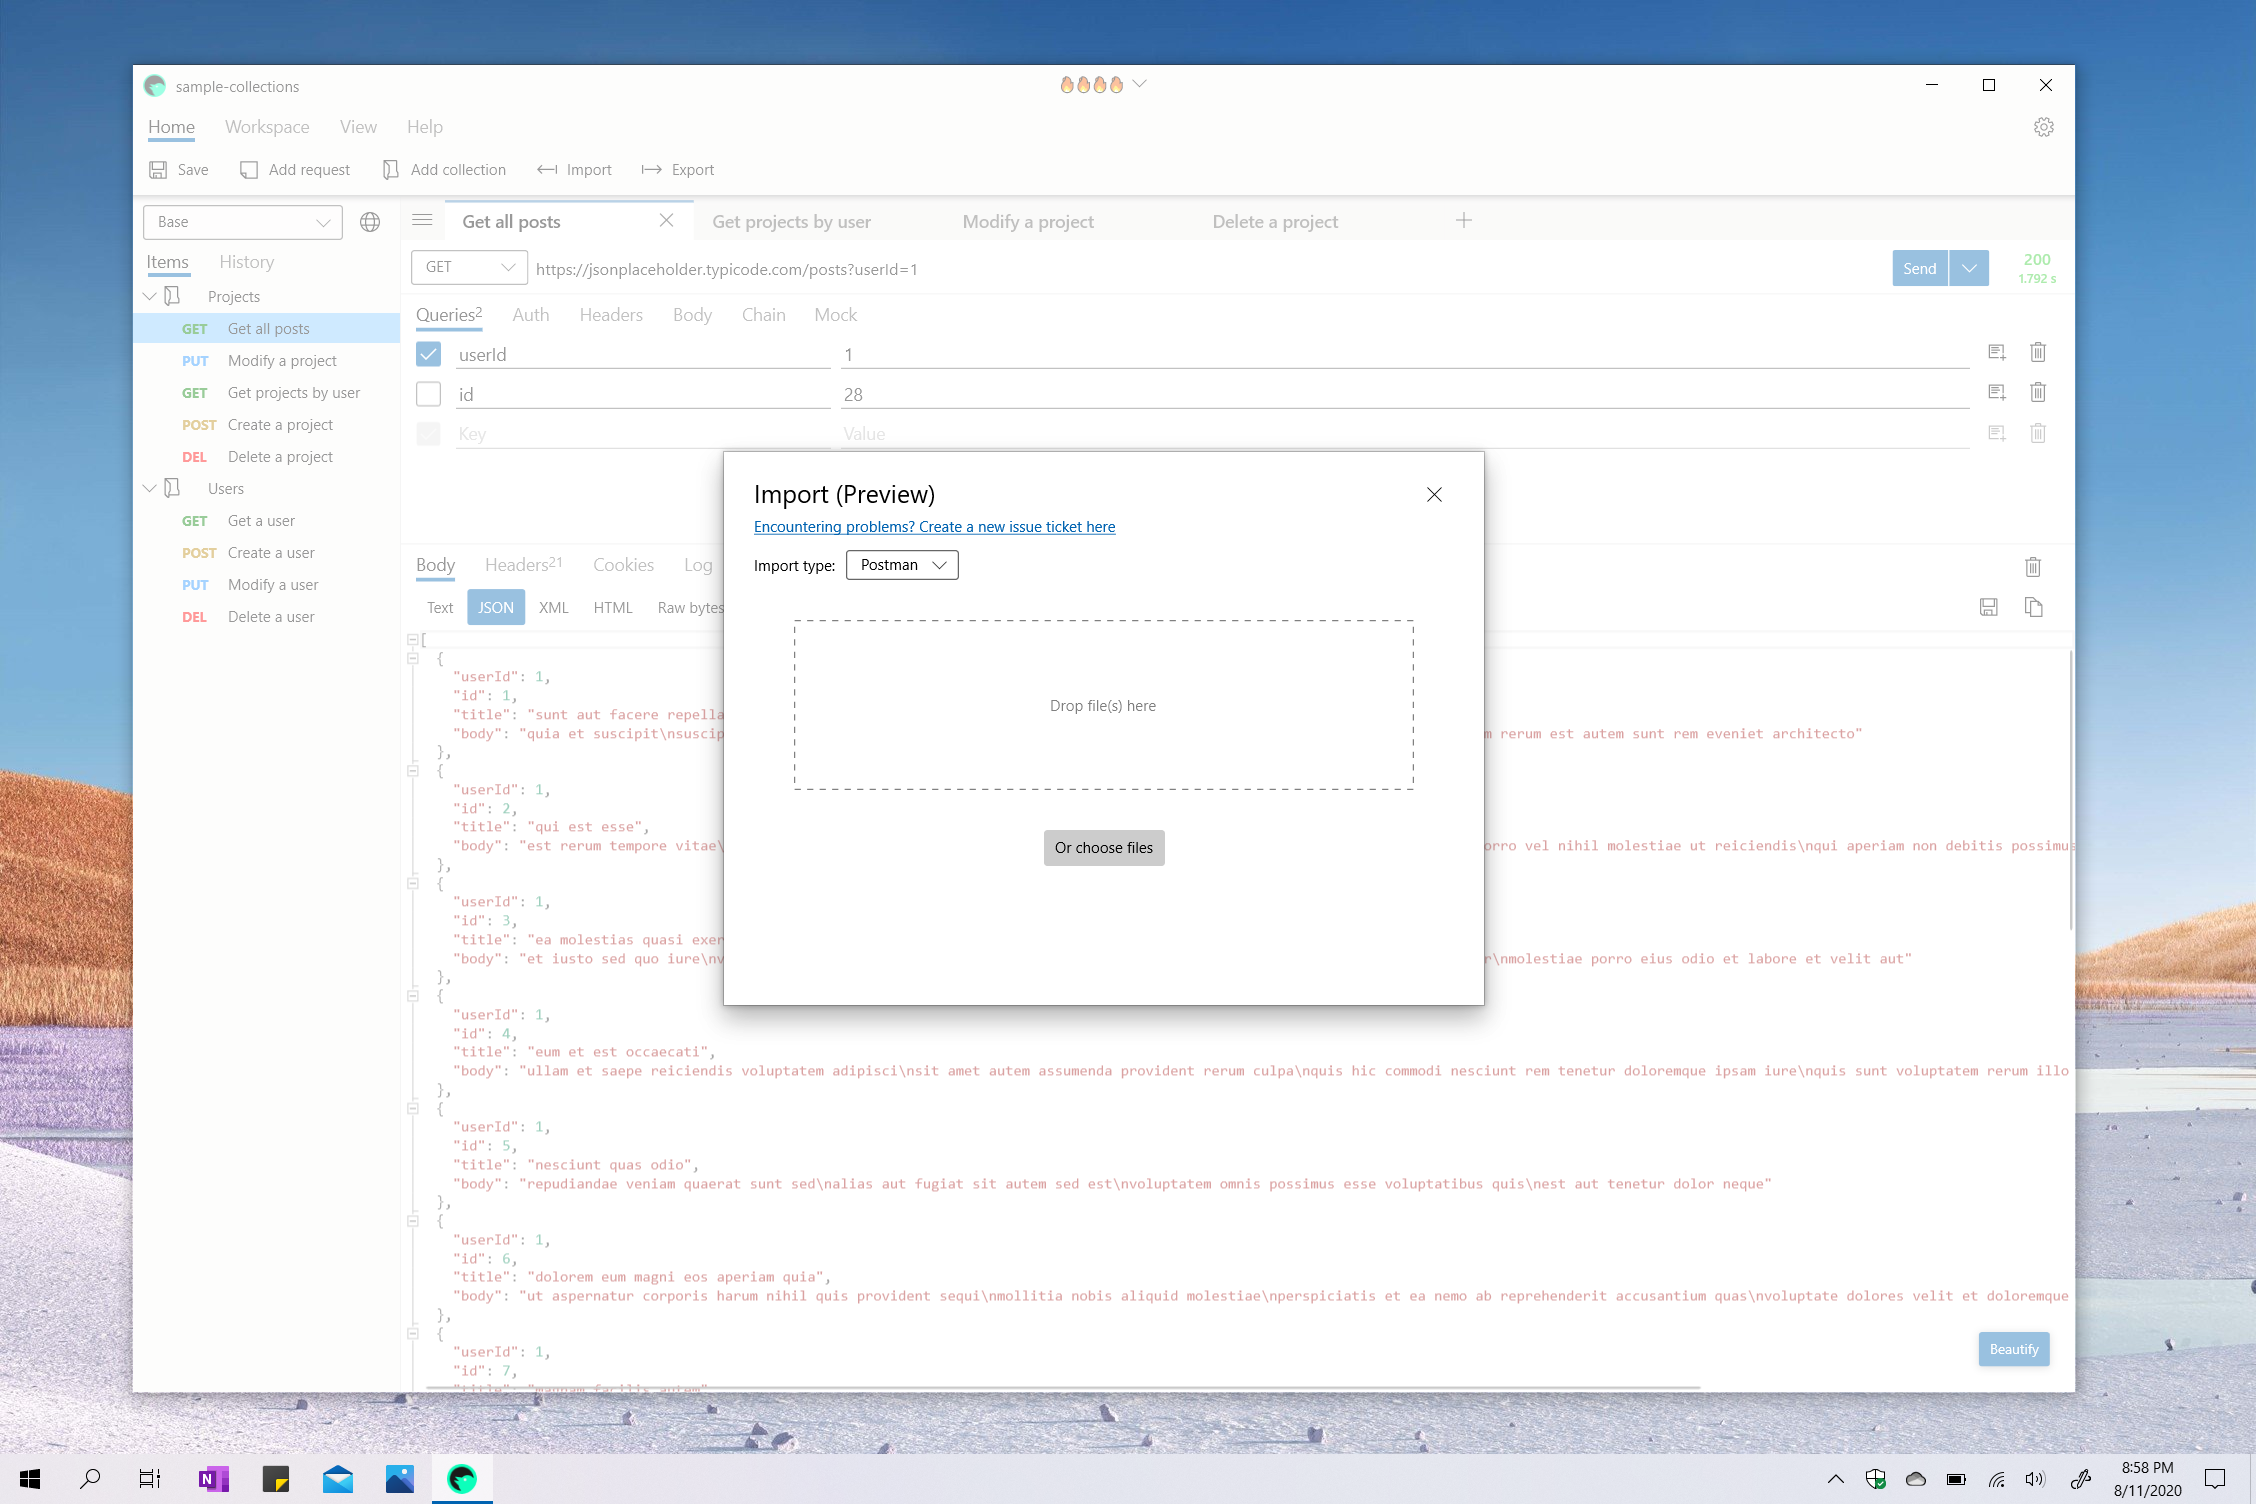 sample-collections
Home Workspace View Help
Save Add request Add collection Import Export
Base
Items History
Projects
GET Get all posts
PUT Modify a project
GET Get projects by user
POST Create a project
DEL Delete a project
Users
GET Get a user
POST Create a user
PUT Modify a user
DEL Delete a user
Get all posts Get projects by user Modify a project Delete a project
GET https://jsonplaceholder.typicode.com/posts?userId=1 Send 200
1.792 s
Queries2 Auth Headers Body Chain Mock
userId 1
id 28
Key Value
Import (Preview)
Encountering problems? Create a new issue ticket here
Import type: Postman
Drop file(s) here
Or choose files
Body Headers21 Cookies Log
Text JSON XML HTML Raw bytes
[
{
"userId": 1,
"id": 1,
"title": "sunt aut facere repella
"body": "quia et suscipit\nsuscip m rerum est autem sunt rem eveniet architecto"
},
{
"userId": 1,
"id": 2,
"title": "qui est esse",
"body": "est rerum tempore vitae\ orro vel nihil molestiae ut reiciendis\nqui aperiam non debitis possimus
},
{
"userId": 1,
"id": 3,
"title": "ea molestias quasi exer
"body": "et iusto sed quo iure\nv r\nmolestiae porro eius odio et labore et velit aut"
},
{
"userId": 1,
"id": 4,
"title": "eum et est occaecati",
"body": "ullam et saepe reiciendis voluptatem adipisci\nsit amet autem assumenda provident rerum culpa\nquis hic commodi nesciunt rem tenetur doloremque ipsam iure\nquis sunt voluptatem rerum illo
},
{
"userId": 1,
"id": 5,
"title": "nesciunt quas odio",
"body": "repudiandae veniam quaerat sunt sed\nalias aut fugiat sit autem sed est\nvoluptatem omnis possimus esse voluptatibus quis\nest aut tenetur dolor neque"
},
{
"userId": 1,
"id": 6,
"title": "dolorem eum magni eos aperiam quia",
"body": "ut aspernatur corporis harum nihil quis provident sequi\nmollitia nobis aliquid molestiae\nperspiciatis et ea nemo ab reprehenderit accusantium quas\nvoluptate dolores velit et doloremque
},
{
"userId": 1,
"id": 7,
"title": "magnam facilis autem"
Beautify
N
8:58 PM
8/11/2020